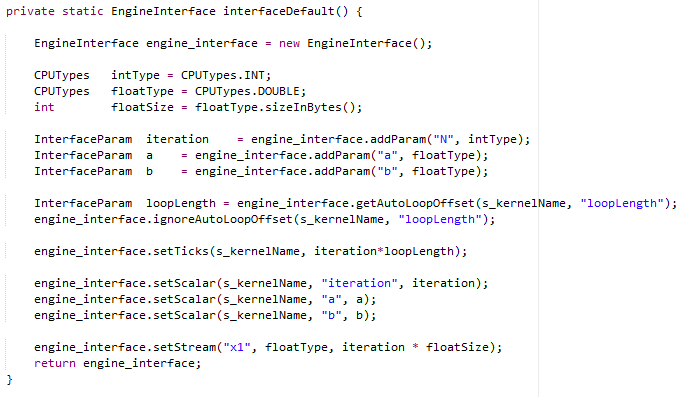 private static EngineInterface interfaceDefault() {
EngineInterface engine_interface = new EngineInterface();
CPUTypes intType = CPUTypes.INT;
CPUTypes floatType = CPUTypes.DOUBLE;
int floatSize = floatType.sizeInBytes();
InterfaceParam iteration = engine_interface.addParam("N", intType);
InterfaceParam a = engine_interface.addParam("a", floatType);
InterfaceParam b = engine_interface.addParam("b", floatType);
InterfaceParam loopLength = engine_interface.getAutoLoopOffset(s_kernelName, "loopLength");
engine_interface.ignoreAutoLoopOffset(s_kernelName, "loopLength");
engine_interface.setTicks(s_kernelName, iteration*loopLength);
engine_interface.setScalar(s_kernelName, "iteration", iteration);
engine_interface.setScalar(s_kernelName, "a", a);
engine_interface.setScalar(s_kernelName, "b", b);
engine_interface.setStream("x1", floatType, iteration * floatSize);
return engine_interface;
}